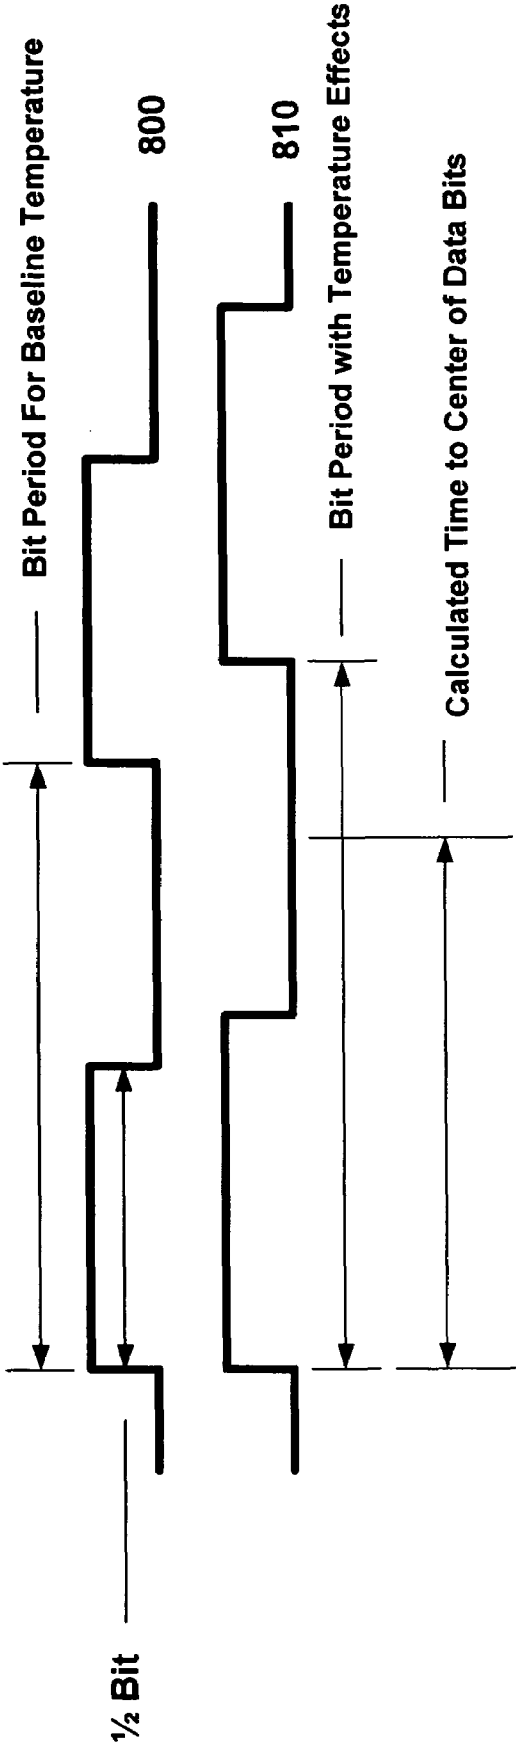 Bit Period For Baseline Temperature
800
½ Bit
810
Bit Period with Temperature Effects
Calculated Time to Center of Data Bits